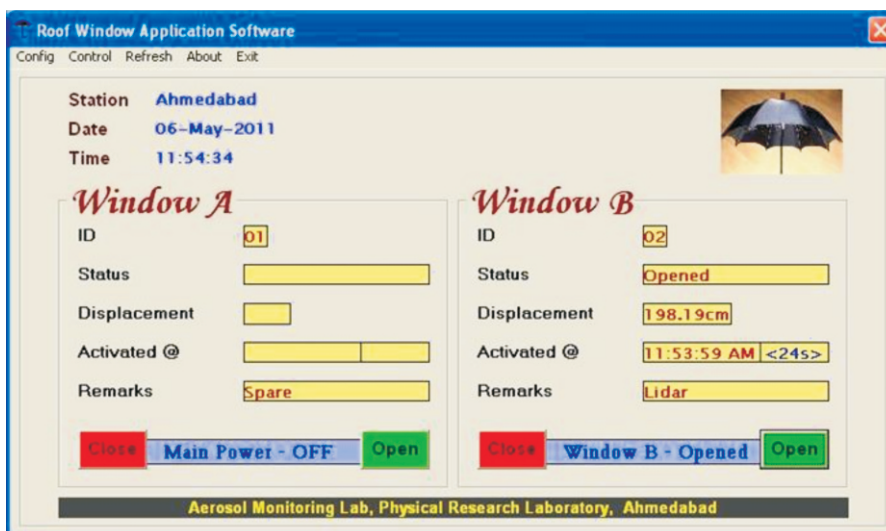 Roof Window Application Software
Config Control Refresh About Exit
Station Ahmedabad
Date 06-May-2011
Time 11:54:34
Window A
ID 01
Status
Displacement
Activated @
Remarks Spare
Close Main Power - OFF Open
Window B
ID 02
Status Opened
Displacement 198.19cm
Activated @ 11:53:59 AM <24s>
Remarks Lidar
Close Window B - Opened Open
Aerosol Monitoring Lab, Physical Research Laboratory, Ahmedabad